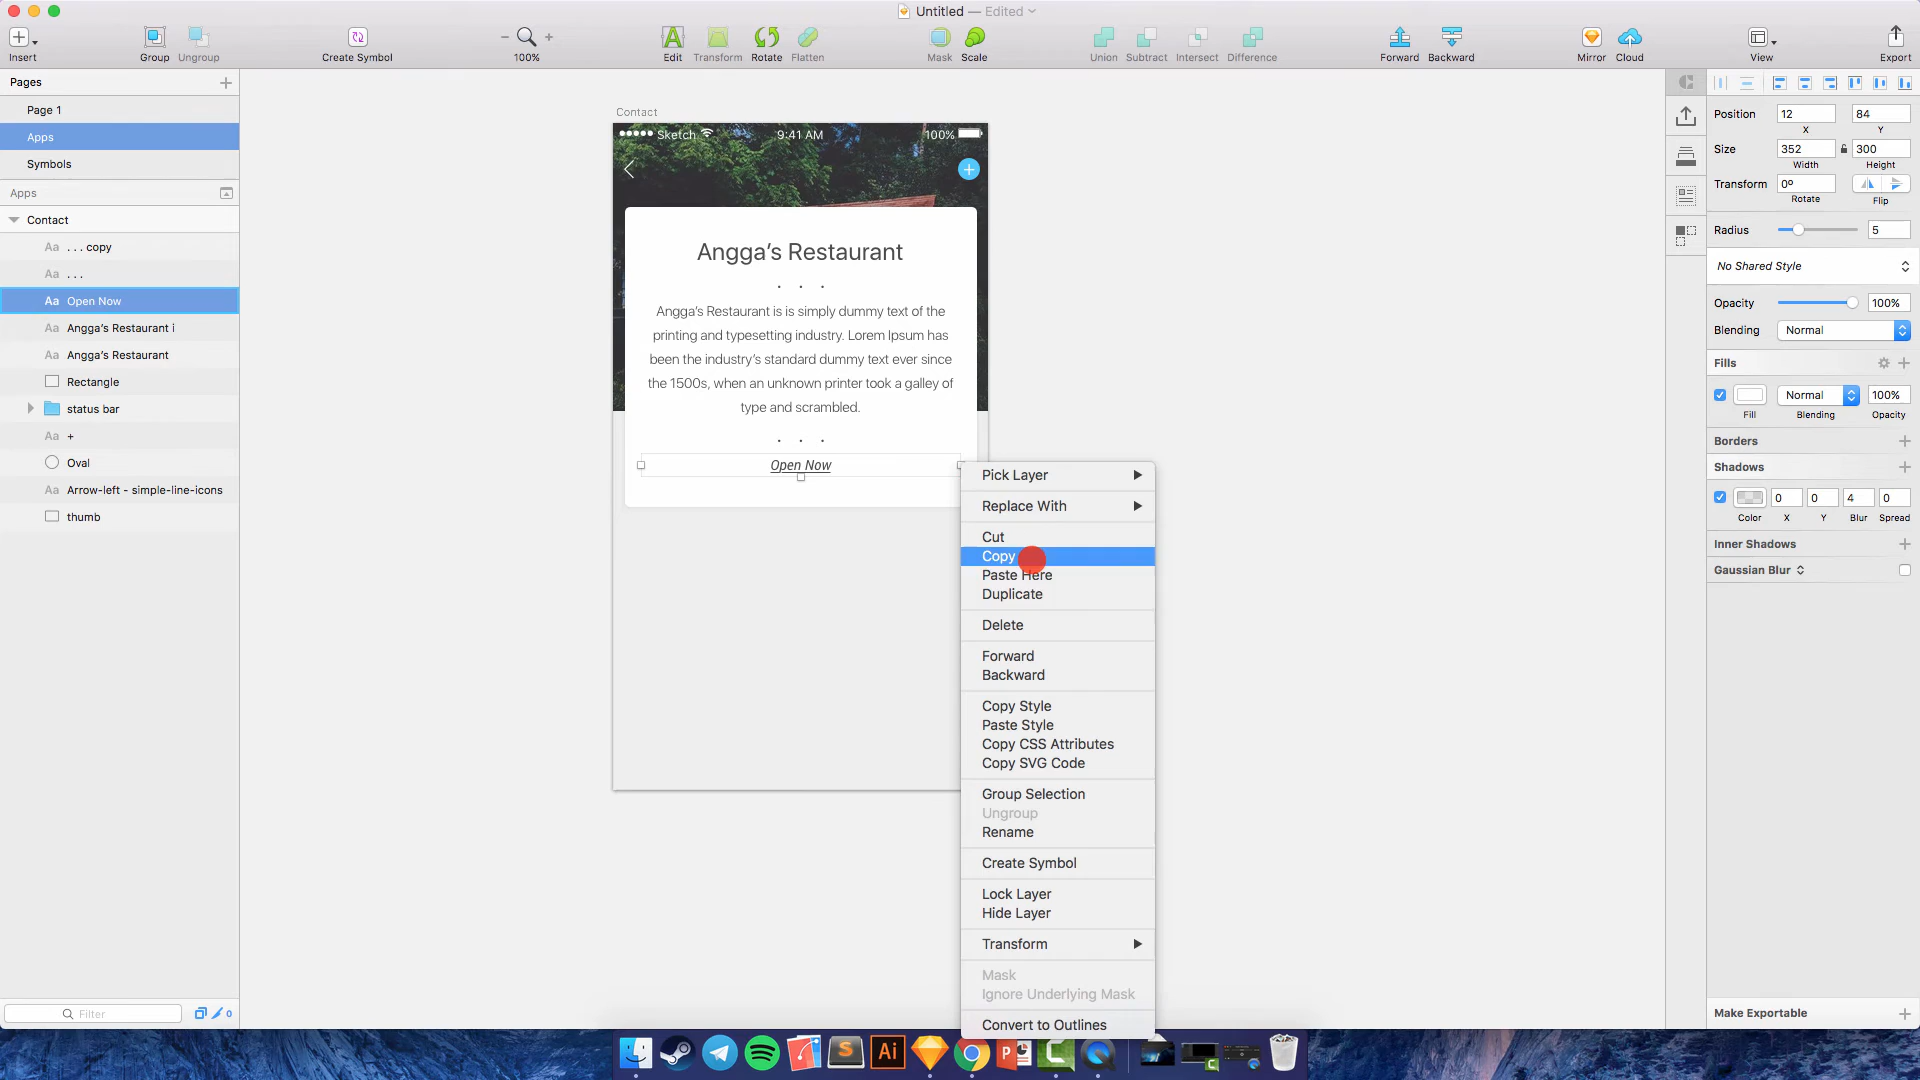 Untitled — Edited
Insert
Group
Ungroup
Create Symbol
100%
Edit
Transform
Rotate
Flatten
Mask
Scale
Union
Subtract
Intersect
Difference
Forward
Backward
Mirror
Cloud
View
Export
Pages
Page 1
Apps
Symbols
Apps
Contact
Aa . . . copy
Aa . . .
Aa Open Now
Aa Angga's Restaurant i
Aa Angga's Restaurant
Rectangle
status bar
Aa +
Oval
Aa Arrow-left - simple-line-icons
thumb
Filter
0
Contact
Sketch 9:41 AM 100%
+
Angga's Restaurant
. . .
Angga's Restaurant is is simply dummy text of the
printing and typesetting industry. Lorem Ipsum has
been the industry's standard dummy text ever since
the 1500s, when an unknown printer took a galley of
type and scrambled.
. . .
Open Now
Pick Layer
Replace With
Cut
Copy
Paste Here
Duplicate
Delete
Forward
Backward
Copy Style
Paste Style
Copy CSS Attributes
Copy SVG Code
Group Selection
Ungroup
Rename
Create Symbol
Lock Layer
Hide Layer
Transform
Mask
Ignore Underlying Mask
Convert to Outlines
Position 12 84
X Y
Size 352 300
Width Height
Transform 0º
Rotate Flip
Radius 5
No Shared Style
Opacity 100%
Blending Normal
Fills
Normal 100%
Fill Blending Opacity
Borders
Shadows
0 0 4 0
Color X Y Blur Spread
Inner Shadows
Gaussian Blur
Make Exportable
S
Ai
P
C